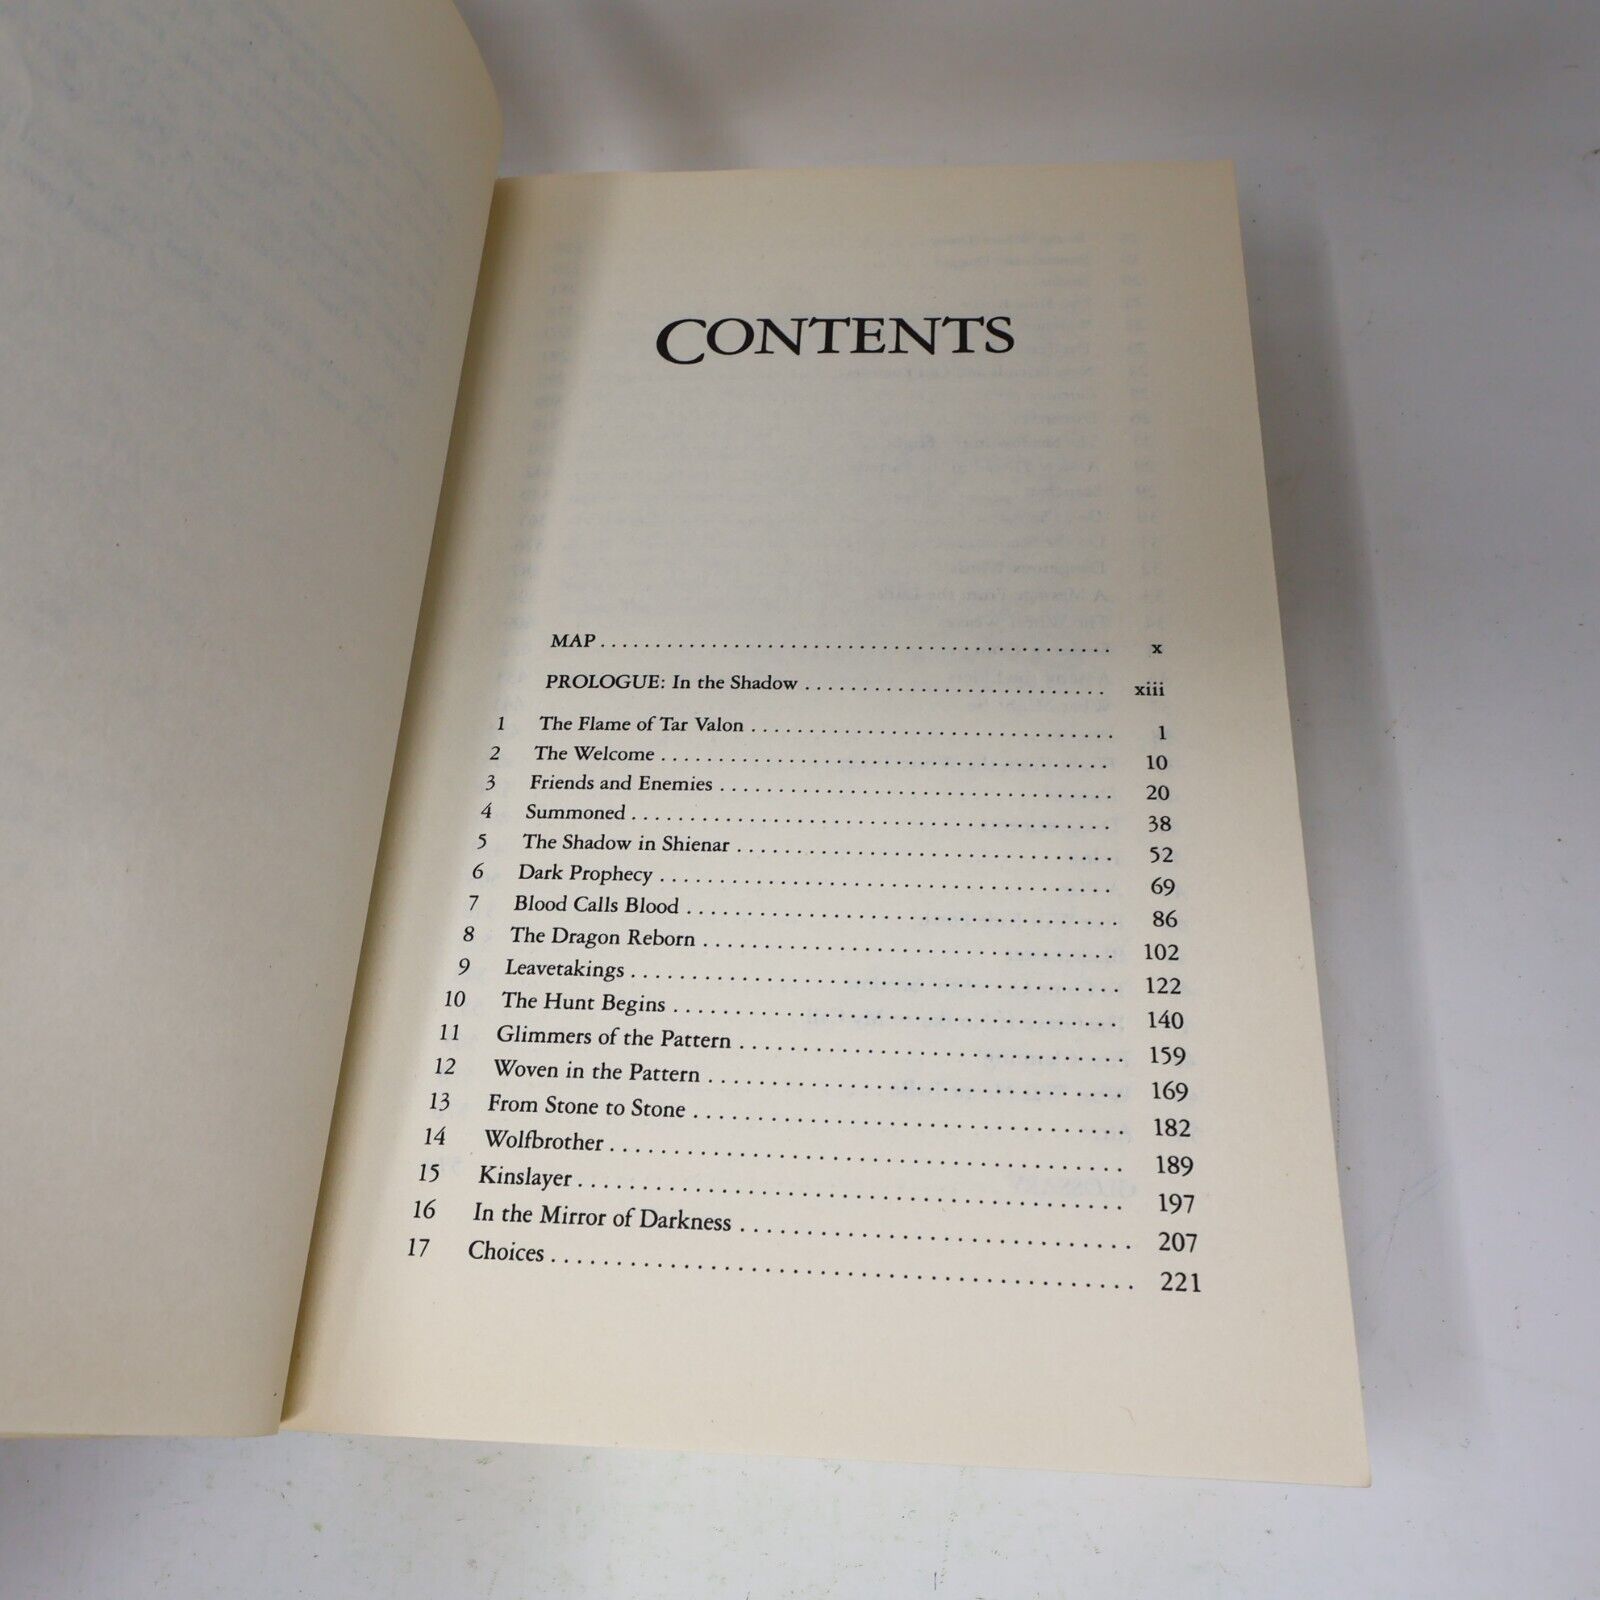 CONTENTS
MAP . . . . . . . . . . . . . . . . . . . . . . . . . . . . . . x
PROLOGUE: In the Shadow . . . . . . . . . . . . . . . . . . . . xiii
1 The Flame of Tar Valon . . . . . . . . . . . . . . . . . . . . 1
2 The Welcome . . . . . . . . . . . . . . . . . . . . 10
3 Friends and Enemies . . . . . . . . . . . . . . . . . . . . 20
4 Summoned . . . . . . . . . . . . . . . . . . . . 38
5 The Shadow in Shienar . . . . . . . . . . . . . . . . . . . . 52
6 Dark Prophecy . . . . . . . . . . . . . . . . . . . . 69
7 Blood Calls Blood . . . . . . . . . . . . . . . . . . . . 86
8 The Dragon Reborn . . . . . . . . . . . . . . . . . . . . 102
9 Leavetakings . . . . . . . . . . . . . . . . . . . . 122
10 The Hunt Begins . . . . . . . . . . . . . . . . . . . . 140
11 Glimmers of the Pattern . . . . . . . . . . . . . . . . . . . . 159
12 Woven in the Pattern . . . . . . . . . . . . . . . . . . . . 169
13 From Stone to Stone . . . . . . . . . . . . . . . . . . . . 182
14 Wolfbrother . . . . . . . . . . . . . . . . . . . . 189
15 Kinslayer . . . . . . . . . . . . . . . . . . . . 197
16 In the Mirror of Darkness . . . . . . . . . . . . . . . . . . . . 207
17 Choices . . . . . . . . . . . . . . . . . . . . 221